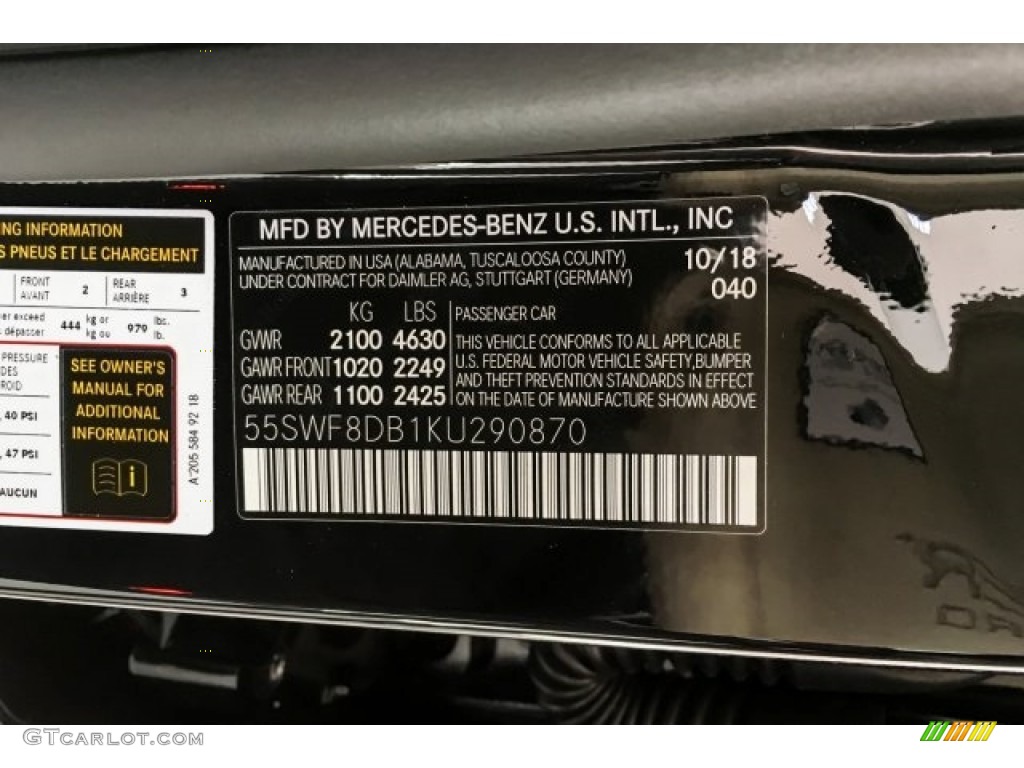 NG INFORMATION
S PNEUS ET LE CHARGEMENT
FRONT AVANT 2 REAR ARRIÈRE 3
er exceed dépasser 444 kg or kg ou 979 lbs. lb.
PRESSURE
DES
ROID
, 40 PSI
, 47 PSI
AUCUN
SEE OWNER'S
MANUAL FOR
ADDITIONAL
INFORMATION
A 205 584 92 18
MFD BY MERCEDES-BENZ U.S. INTL., INC
MANUFACTURED IN USA (ALABAMA, TUSCALOOSA COUNTY) 10/18
UNDER CONTRACT FOR DAIMLER AG, STUTTGART (GERMANY) 040
KG LBS
GVWR 2100 4630
GAWR FRONT 1020 2249
GAWR REAR 1100 2425
PASSENGER CAR
THIS VEHICLE CONFORMS TO ALL APPLICABLE
U.S. FEDERAL MOTOR VEHICLE SAFETY, BUMPER
AND THEFT PREVENTION STANDARDS IN EFFECT
ON THE DATE OF MANUFACTURE SHOWN ABOVE
55SWF8DB1KU290870
GTCarlot.com